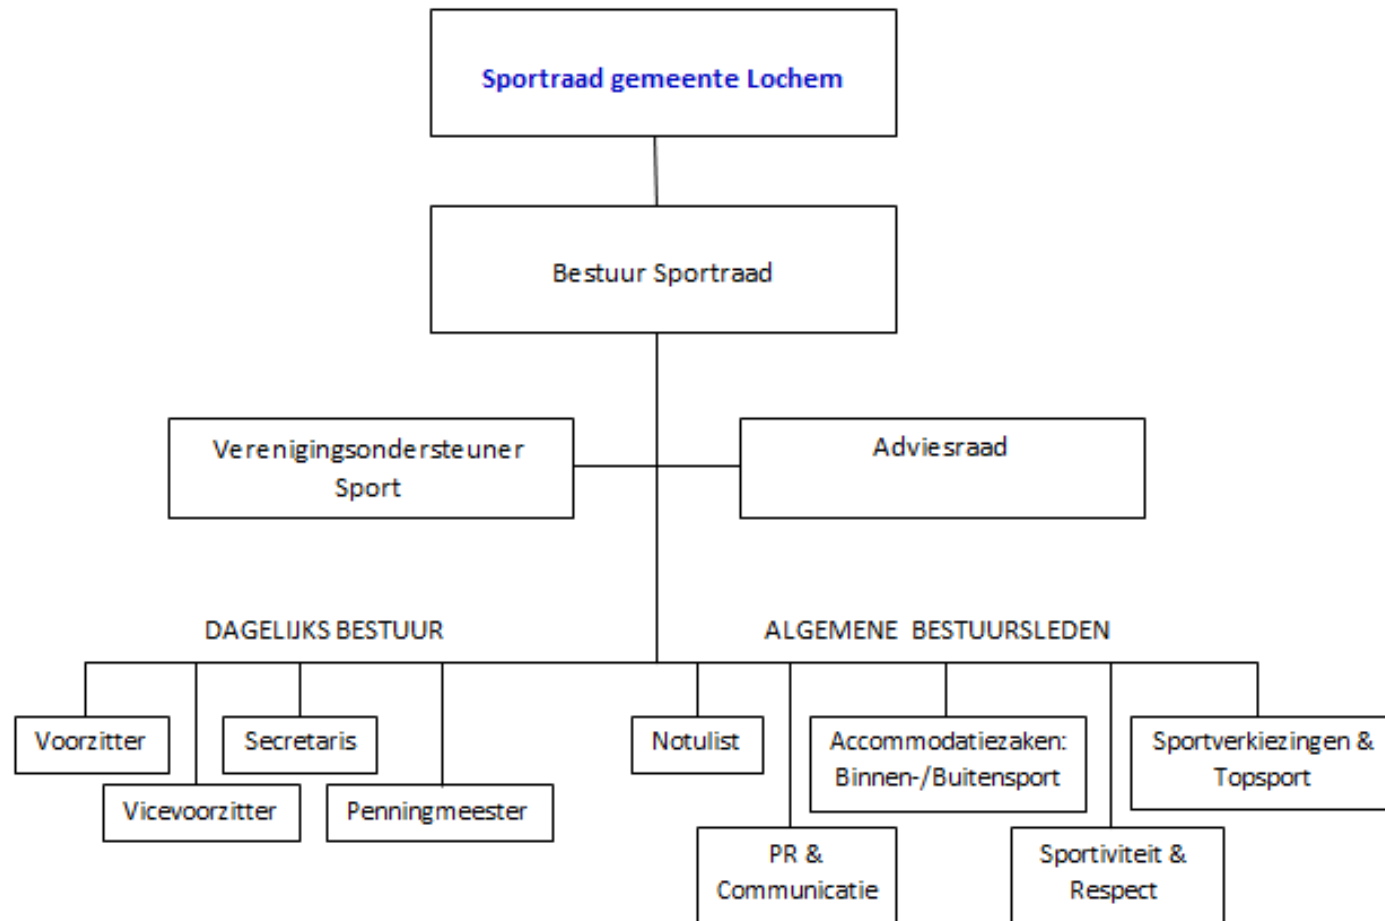 Sportraad gemeente Lochem
Bestuur Sportraad
Verenigingsondersteuner
Sport
Adviesraad
DAGELIJKS BESTUUR
ALGEMENE BESTUURSLEDEN
Voorzitter
Secretaris
Notulist
Accommodatiezaken:
Binnen-/Buitensport
Sportverkiezingen &
Topsport
Vicevoorzitter
Penningmeester
PR &
Communicatie
Sportiviteit &
Respect